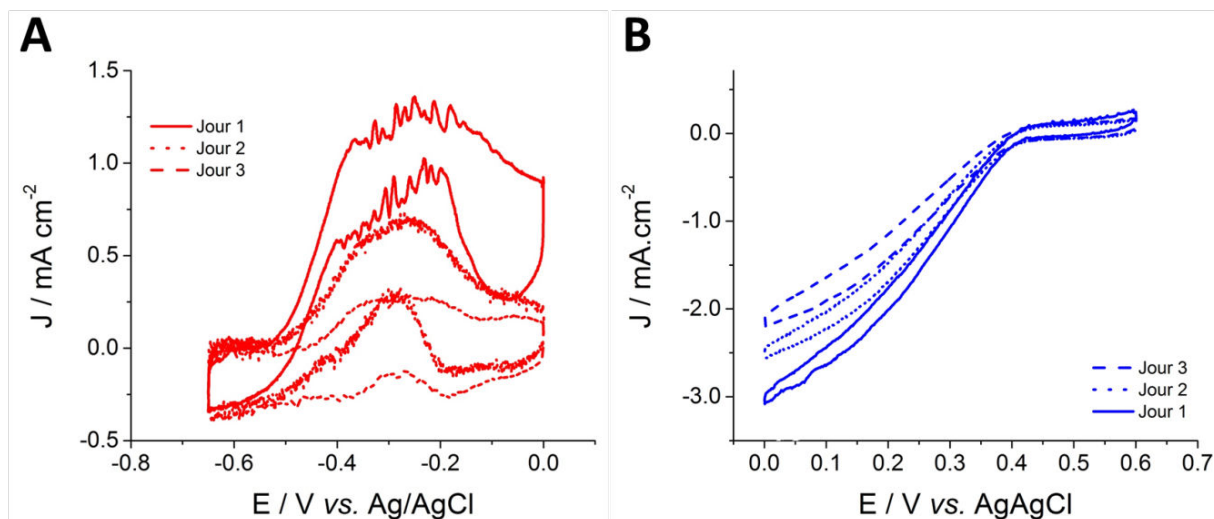 A
1.5
1.0
0.5
0.0
-0.5
J / mA cm-2
Jour 1
Jour 2
Jour 3
-0.8
-0.6
-0.4
-0.2
0.0
E / V vs. Ag/AgCl
B
0.0
-1.0
-2.0
-3.0
J / mA.cm-2
Jour 3
Jour 2
Jour 1
0.0
0.1
0.2
0.3
0.4
0.5
0.6
0.7
E / V vs. AgAgCl